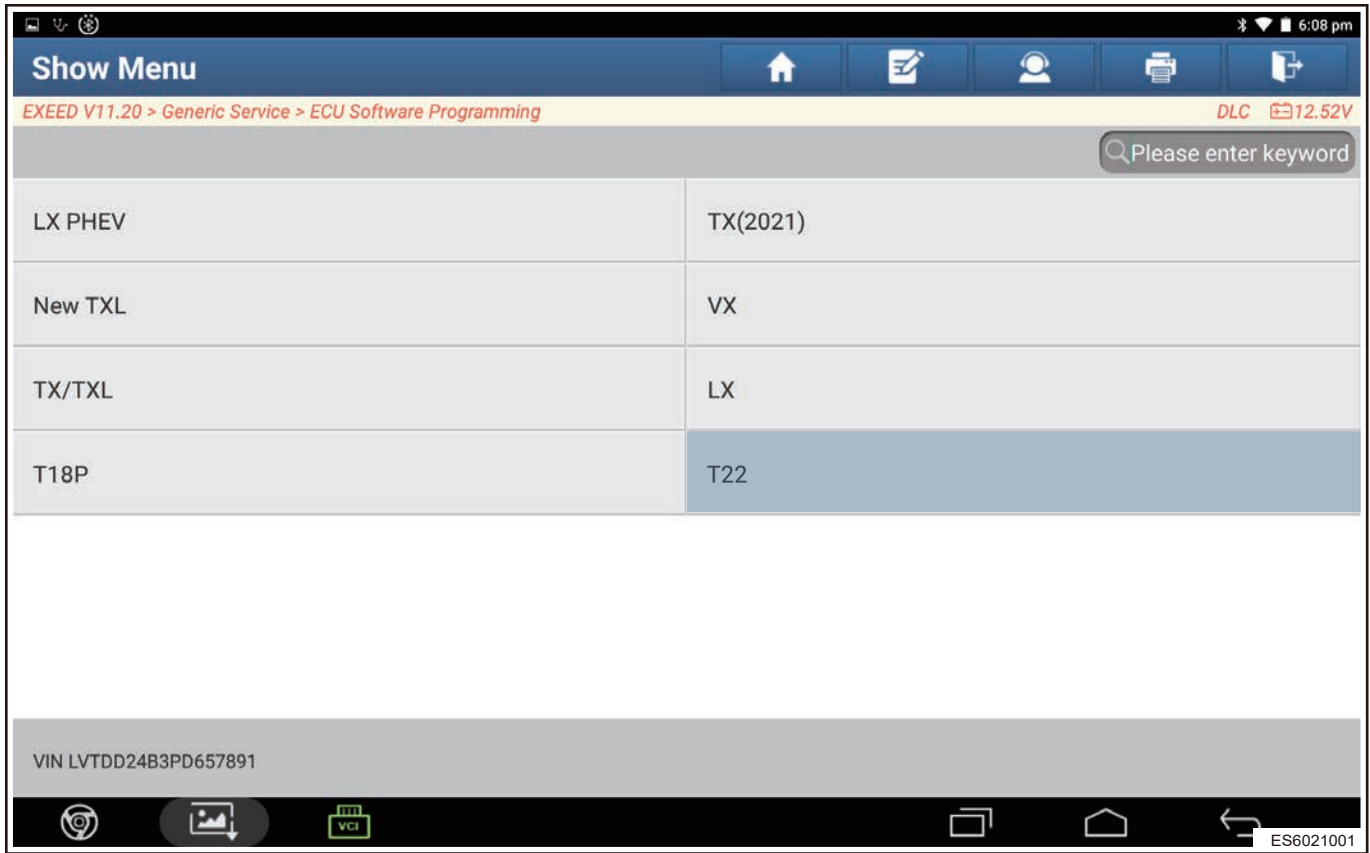 6:08 pm
Show Menu
EXEED V11.20 > Generic Service > ECU Software Programming
DLC 12.52V
Please enter keyword
LX PHEV
TX(2021)
New TXL
VX
TX/TXL
LX
T18P
T22
VIN LVTDD24B3PD657891
VCI
ES6021001